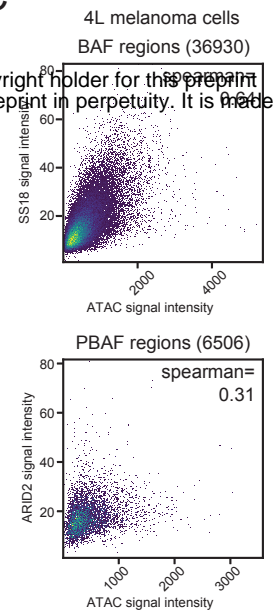 4L melanoma cells
BAF regions (36930)
yright holder for this preprint
eprint in perpetuity. It is made
spearman=
0.64
SS18 signal intensity
80
60
40
20
2000
4000
ATAC signal intensity
PBAF regions (6506)
spearman=
0.31
ARID2 signal intensity
80
60
40
20
1000
2000
3000
ATAC signal intensity